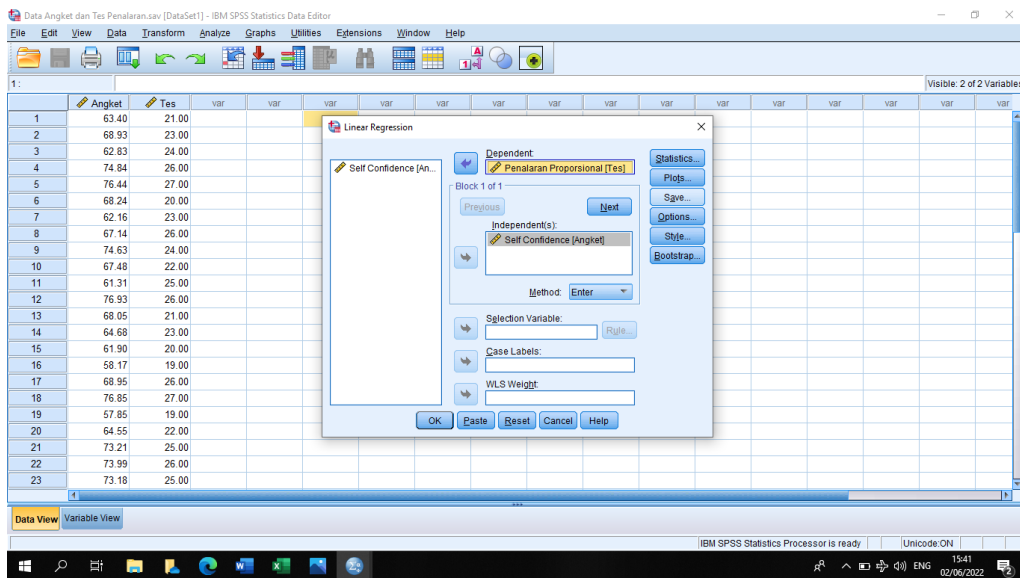 Data Angket dan Tes Penalaran.sav [DataSet1] - IBM SPSS Statistics Data Editor
File Edit View Data Transform Analyze Graphs Utilities Extensions Window Help
1 :
Visible: 2 of 2 Variables
Angket Tes var var var var var var var var var var var var var var var
1 63.40 21.00
2 68.93 23.00
3 62.83 24.00
4 74.84 26.00
5 76.44 27.00
6 68.24 20.00
7 62.16 23.00
8 67.14 26.00
9 74.63 24.00
10 67.48 22.00
11 61.31 25.00
12 76.93 26.00
13 68.05 21.00
14 64.68 23.00
15 61.90 20.00
16 58.17 19.00
17 68.95 26.00
18 76.85 27.00
19 57.85 19.00
20 64.55 22.00
21 73.21 25.00
22 73.99 26.00
23 73.18 25.00
Linear Regression
Self Confidence [An...
Dependent:
Penalaran Proporsional [Tes]
Block 1 of 1
Previous Next
Independent(s):
Self Confidence [Angket]
Method: Enter
Selection Variable:
Rule...
Case Labels:
WLS Weight:
Statistics...
Plots...
Save...
Options...
Style...
Bootstrap...
OK Paste Reset Cancel Help
Data View Variable View
IBM SPSS Statistics Processor is ready Unicode:ON
ENG 15:41
02/06/2022